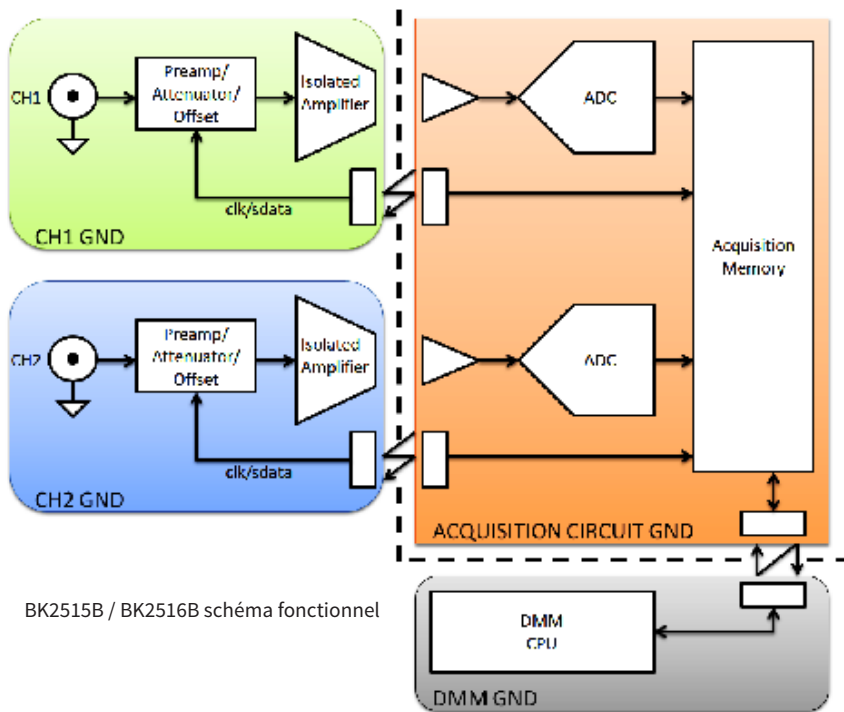 CH1
Preamp/
Attenuator/
Offset
Isolated
Amplifier
clk/sdata
CH1 GND
ADC
Acquisition
Memory
CH2
Preamp/
Attenuator/
Offset
Isolated
Amplifier
clk/sdata
CH2 GND
ADC
ACQUISITION CIRCUIT GND
BK2515B / BK2516B schéma fonctionnel
DMM
CPU
DMM GND